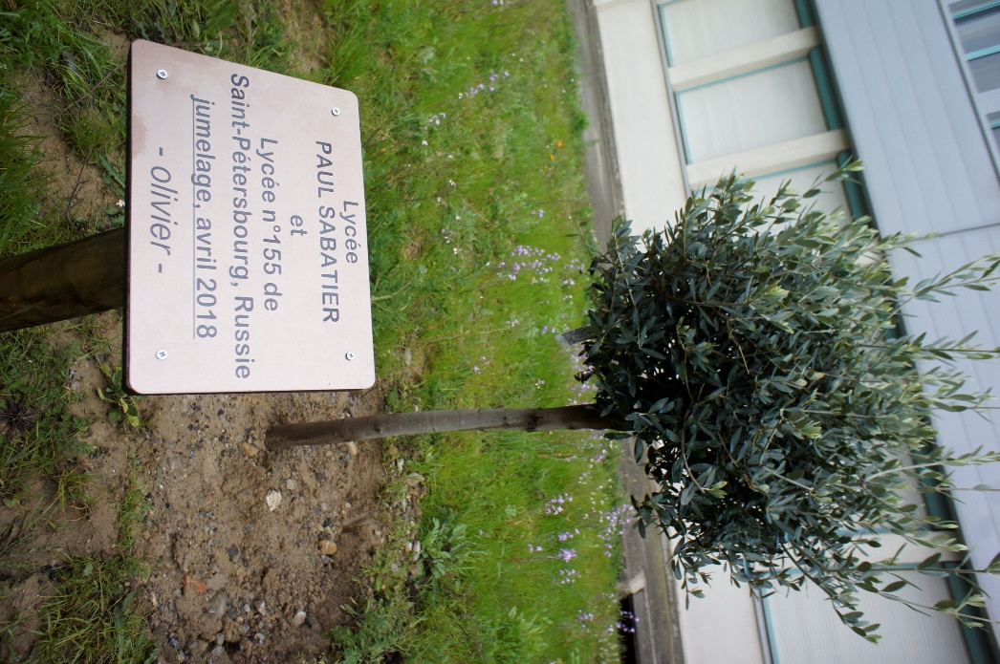 Lycée
PAUL SABATIER
et
Lycée n°155 de
Saint-Pétersbourg, Russie
jumelage, avril 2018
- olivier -